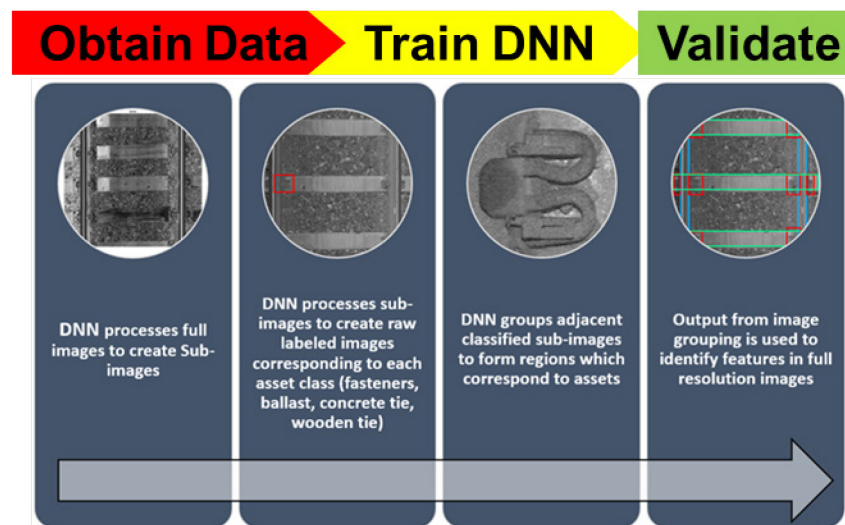 Obtain Data
Train DNN
Validate
DNN processes full
images to create Sub-
images
DNN processes sub-
images to create raw
labeled images
corresponding to each
asset class (fasteners,
ballast, concrete tie,
wooden tie)
DNN groups adjacent
classified sub-images
to form regions which
correspond to assets
Output from image
grouping is used to
identify features in full
resolution images